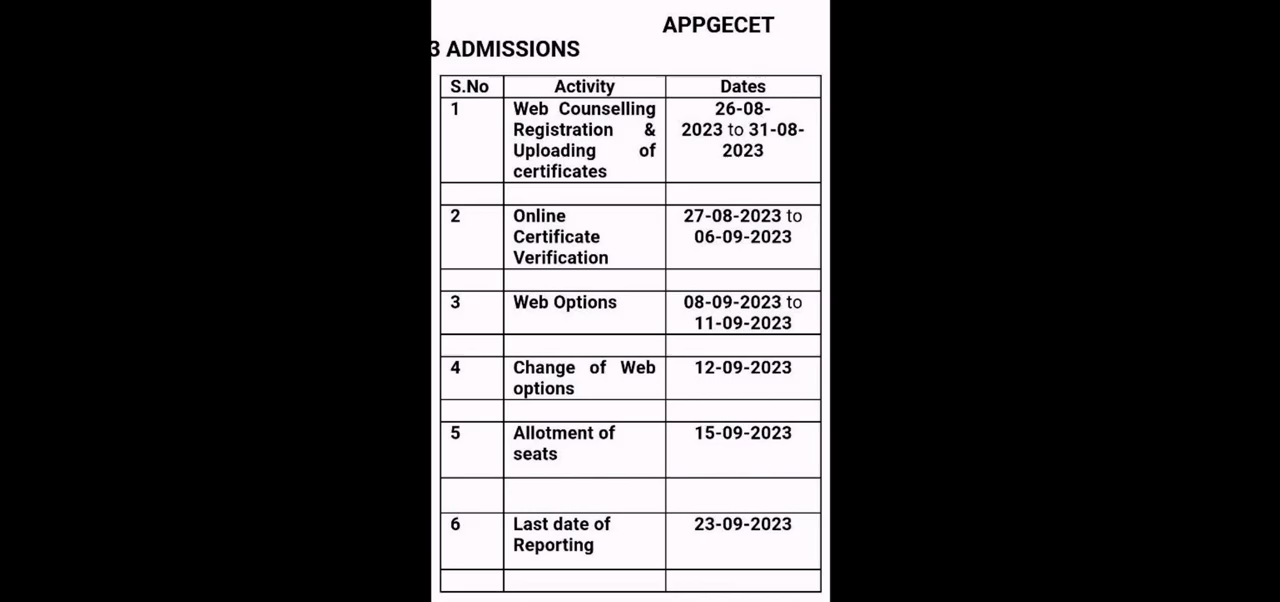 APPGECET
3 ADMISSIONS
S.No Activity Dates
1 Web Counselling 26-08-
Registration & 2023 to 31-08-
Uploading of 2023
certificates
2 Online 27-08-2023 to
Certificate 06-09-2023
Verification
3 Web Options 08-09-2023 to
11-09-2023
4 Change of Web 12-09-2023
options
5 Allotment of 15-09-2023
seats
6 Last date of 23-09-2023
Reporting